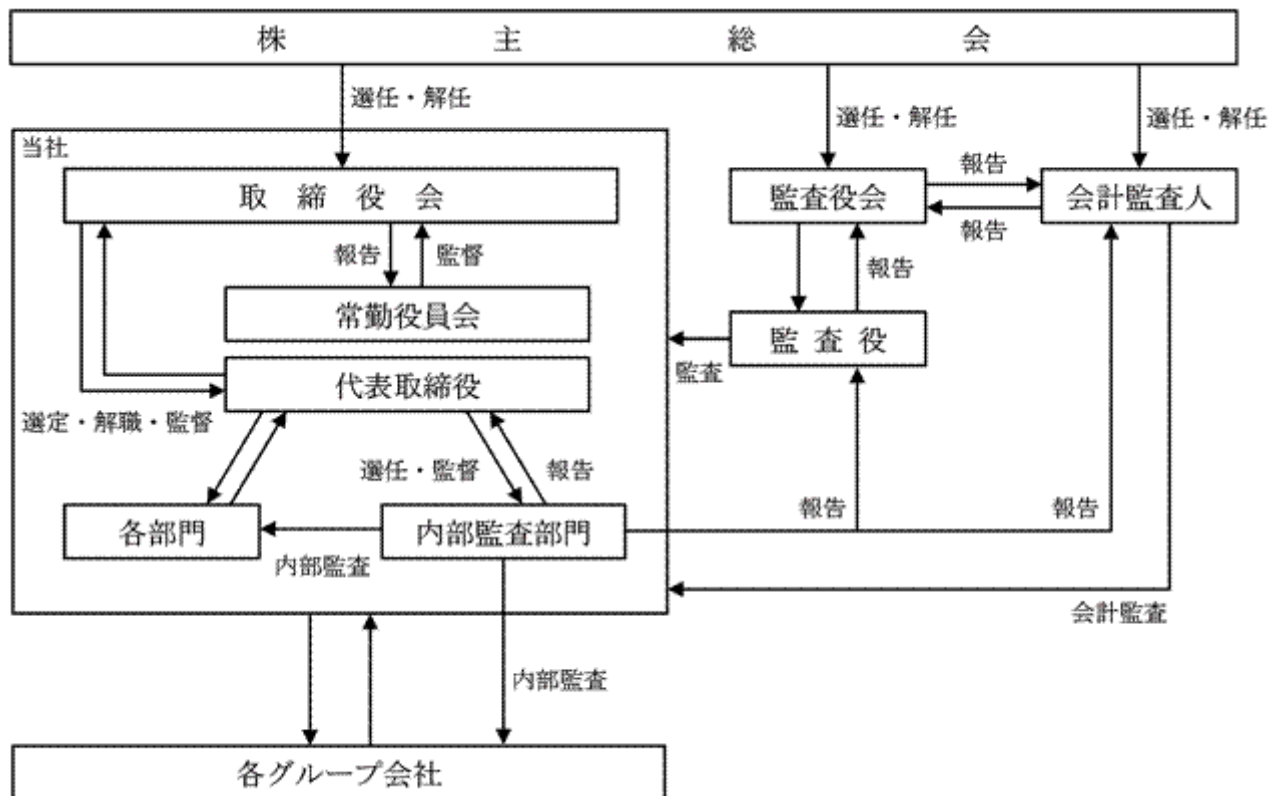 株主総会
選任・解任
選任・解任
選任・解任
当社
取締役会
監査役会
報告
会計監査人
報告
報告
監督
報告
常勤役員会
監査役
監査
代表取締役
選定・解職・監督
選任・監督
報告
各部門
内部監査部門
報告
報告
内部監査
会計監査
内部監査
各グループ会社